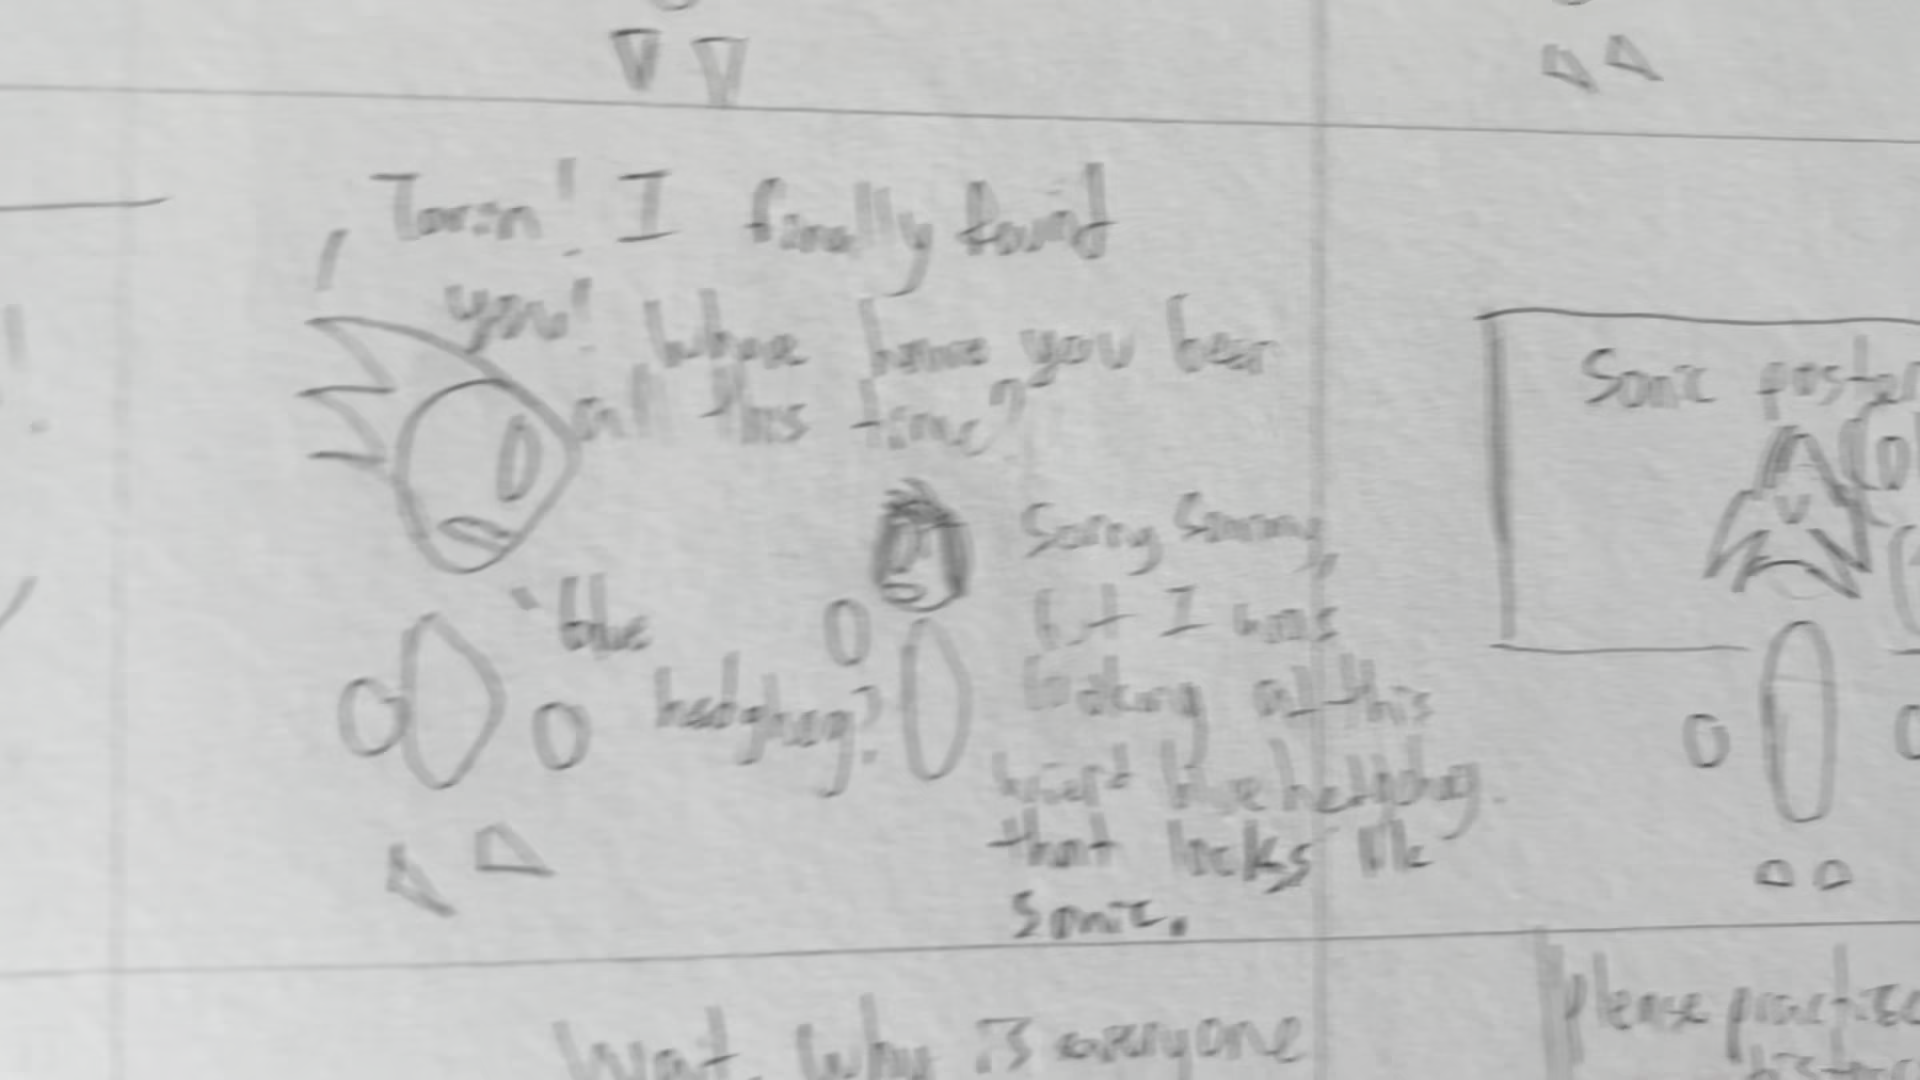 Tarin! I finally found
you! Where have you been
all this time?
Sorry Sammy,
but I was
looking at this
weird blue hedgehog.
that looks like
Sonic.
blue
hedgehog?
Sonic poster
Wait, why is everyone
Please practice